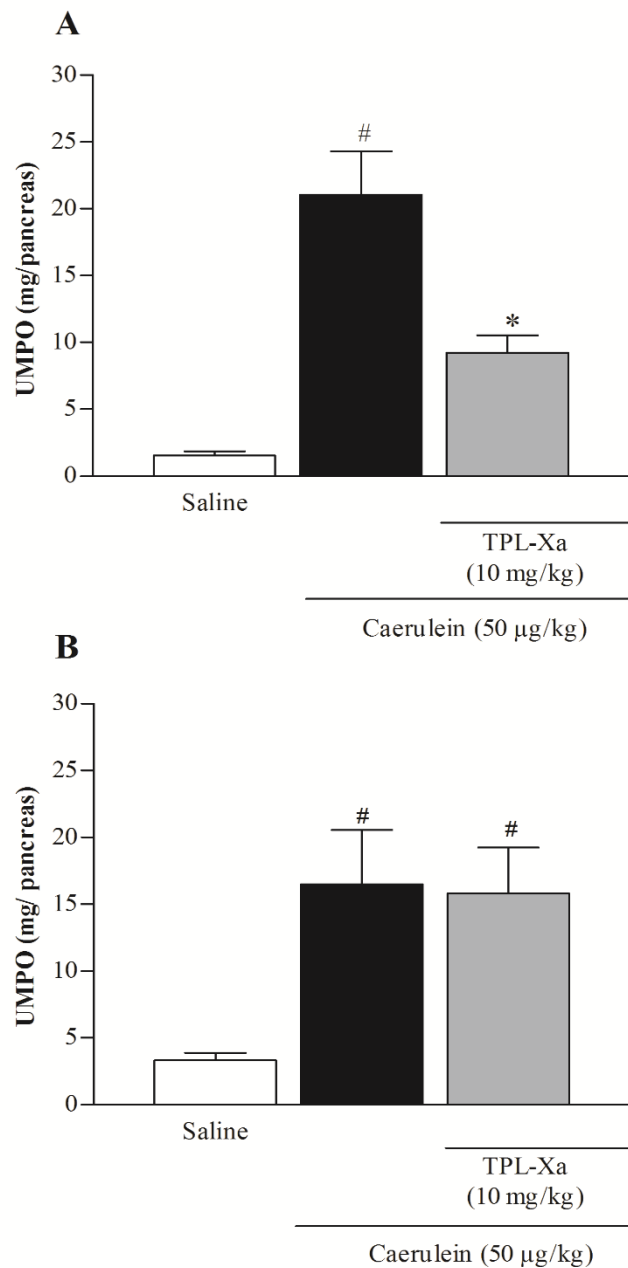 A
UMPO (mg/pancreas)
30
25
20
15
10
5
0
#
*
Saline
TPL-Xa
(10 mg/kg)
Caerulein (50 µg/kg)
B
UMPO (mg/ pancreas)
30
25
20
15
10
5
0
#
#
Saline
TPL-Xa
(10 mg/kg)
Caerulein (50 µg/kg)